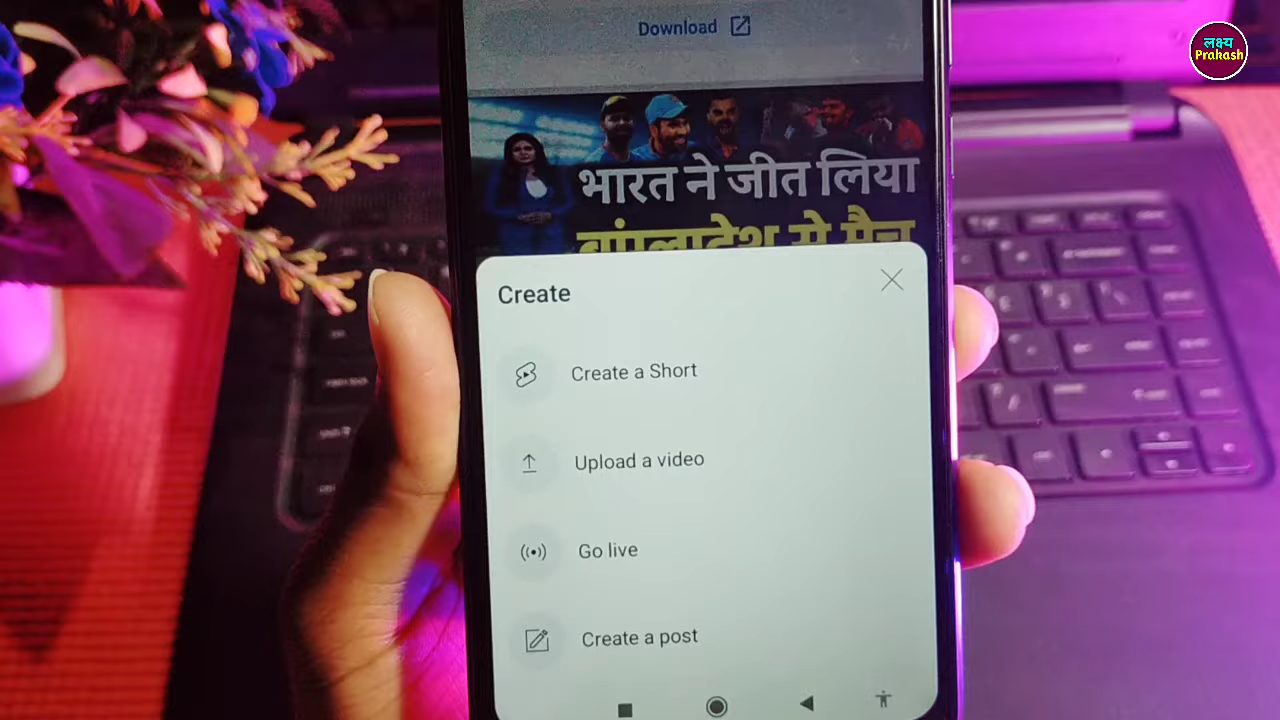 लक्ष्य
Prakash
Download
भारत ने जीत लिया
बांग्लादेश से मैच
Create
Create a Short
Upload a video
Go live
Create a post